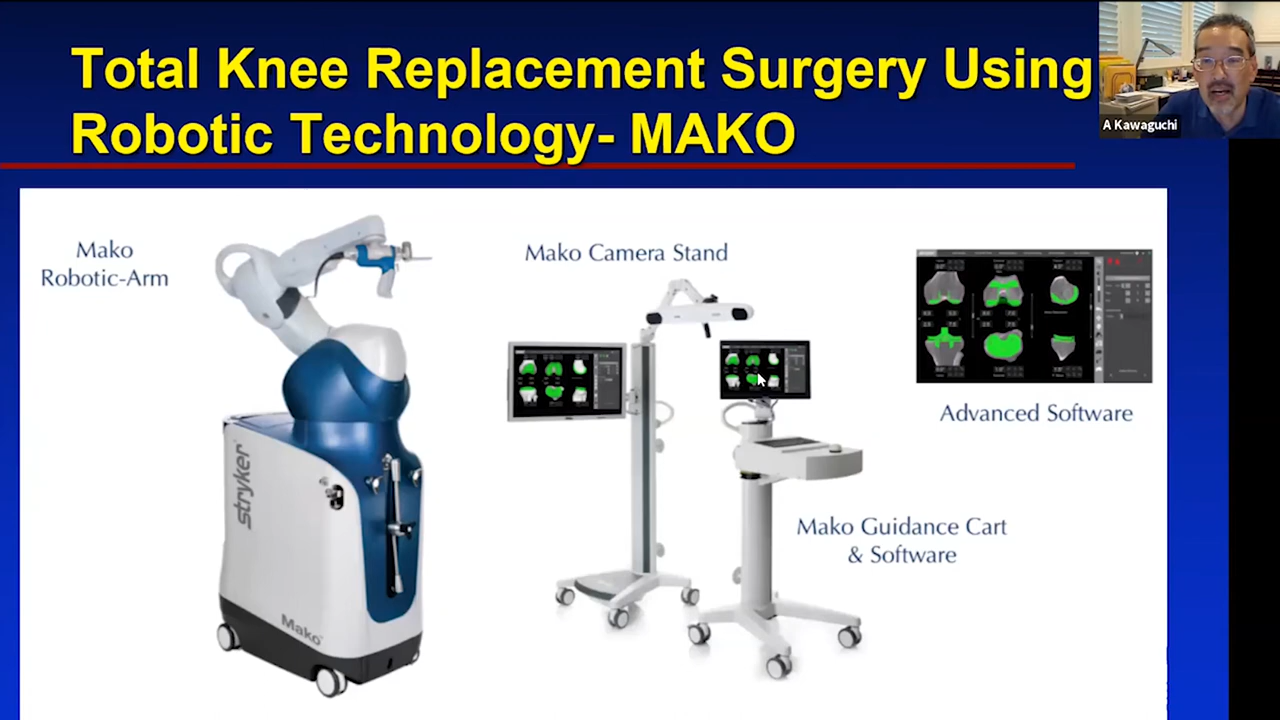 Total Knee Replacement Surgery Using
Robotic Technology- MAKO
A Kawaguchi
Mako
Robotic-Arm
Mako Camera Stand
Advanced Software
Mako Guidance Cart
& Software
stryker
Mako